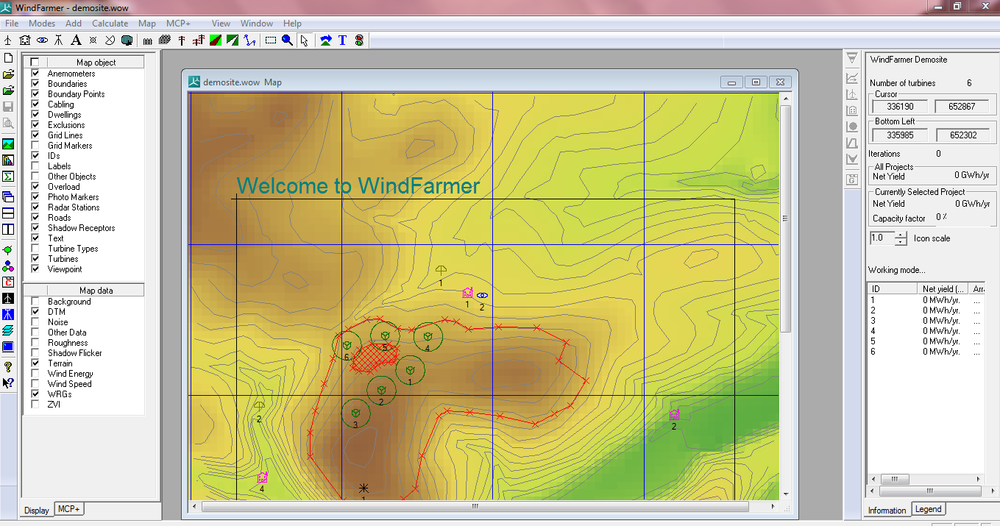 WindFarmer - demosite.wow
File Modes Add Calculate Map MCP+ View Window Help
A T
Map object
Anemometers
Boundaries
Boundary Points
Cabling
Dwellings
Exclusions
Grid Lines
Grid Markers
IDs
Labels
Other Objects
Overload
Photo Markers
Radar Stations
Roads
Shadow Receptors
Text
Turbine Types
Turbines
Viewpoint
Map data
Background
DTM
Noise
Other Data
Roughness
Shadow Flicker
Terrain
Wind Energy
Wind Speed
WRGs
ZVI
Display MCP+
demosite.wow Map
Welcome to WindFarmer
1
1 2
5 4
6
1
2
3
2
2
4
1
WindFarmer Demosite
Number of turbines 6
Cursor
336190 652867
Bottom Left
335985 652302
Iterations 0
All Projects
Net Yield 0 GWh/yr
Currently Selected Project
Net Yield 0 GWh/yr
Capacity factor 0 %
1.0 Icon scale
Working mode...
ID Net yield (... Arr
1 0 MWh/yr. ...
2 0 MWh/yr. ...
3 0 MWh/yr. ...
4 0 MWh/yr. ...
5 0 MWh/yr. ...
6 0 MWh/yr. ...
Information Legend